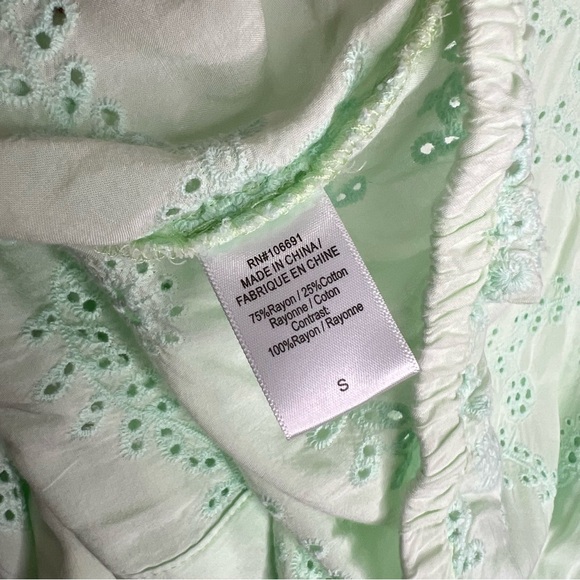 RN#106691
MADE IN CHINA/
FABRIQUE EN CHINE
75%Rayon / 25%Cotton
Rayonne / Coton
Contrast:
100%Rayon / Rayonne
S